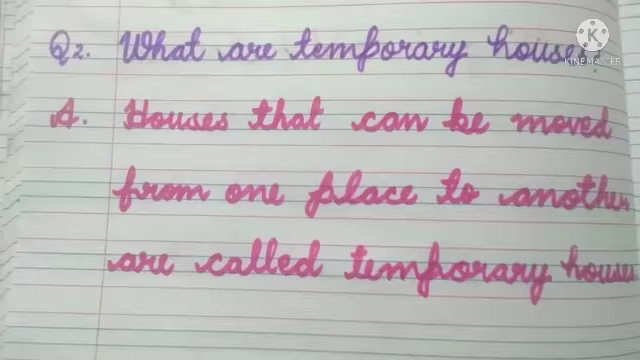 Q2. What are temporary houses?
KINEMASTER
A. Houses that can be moved
from one place to another
are called temporary houses